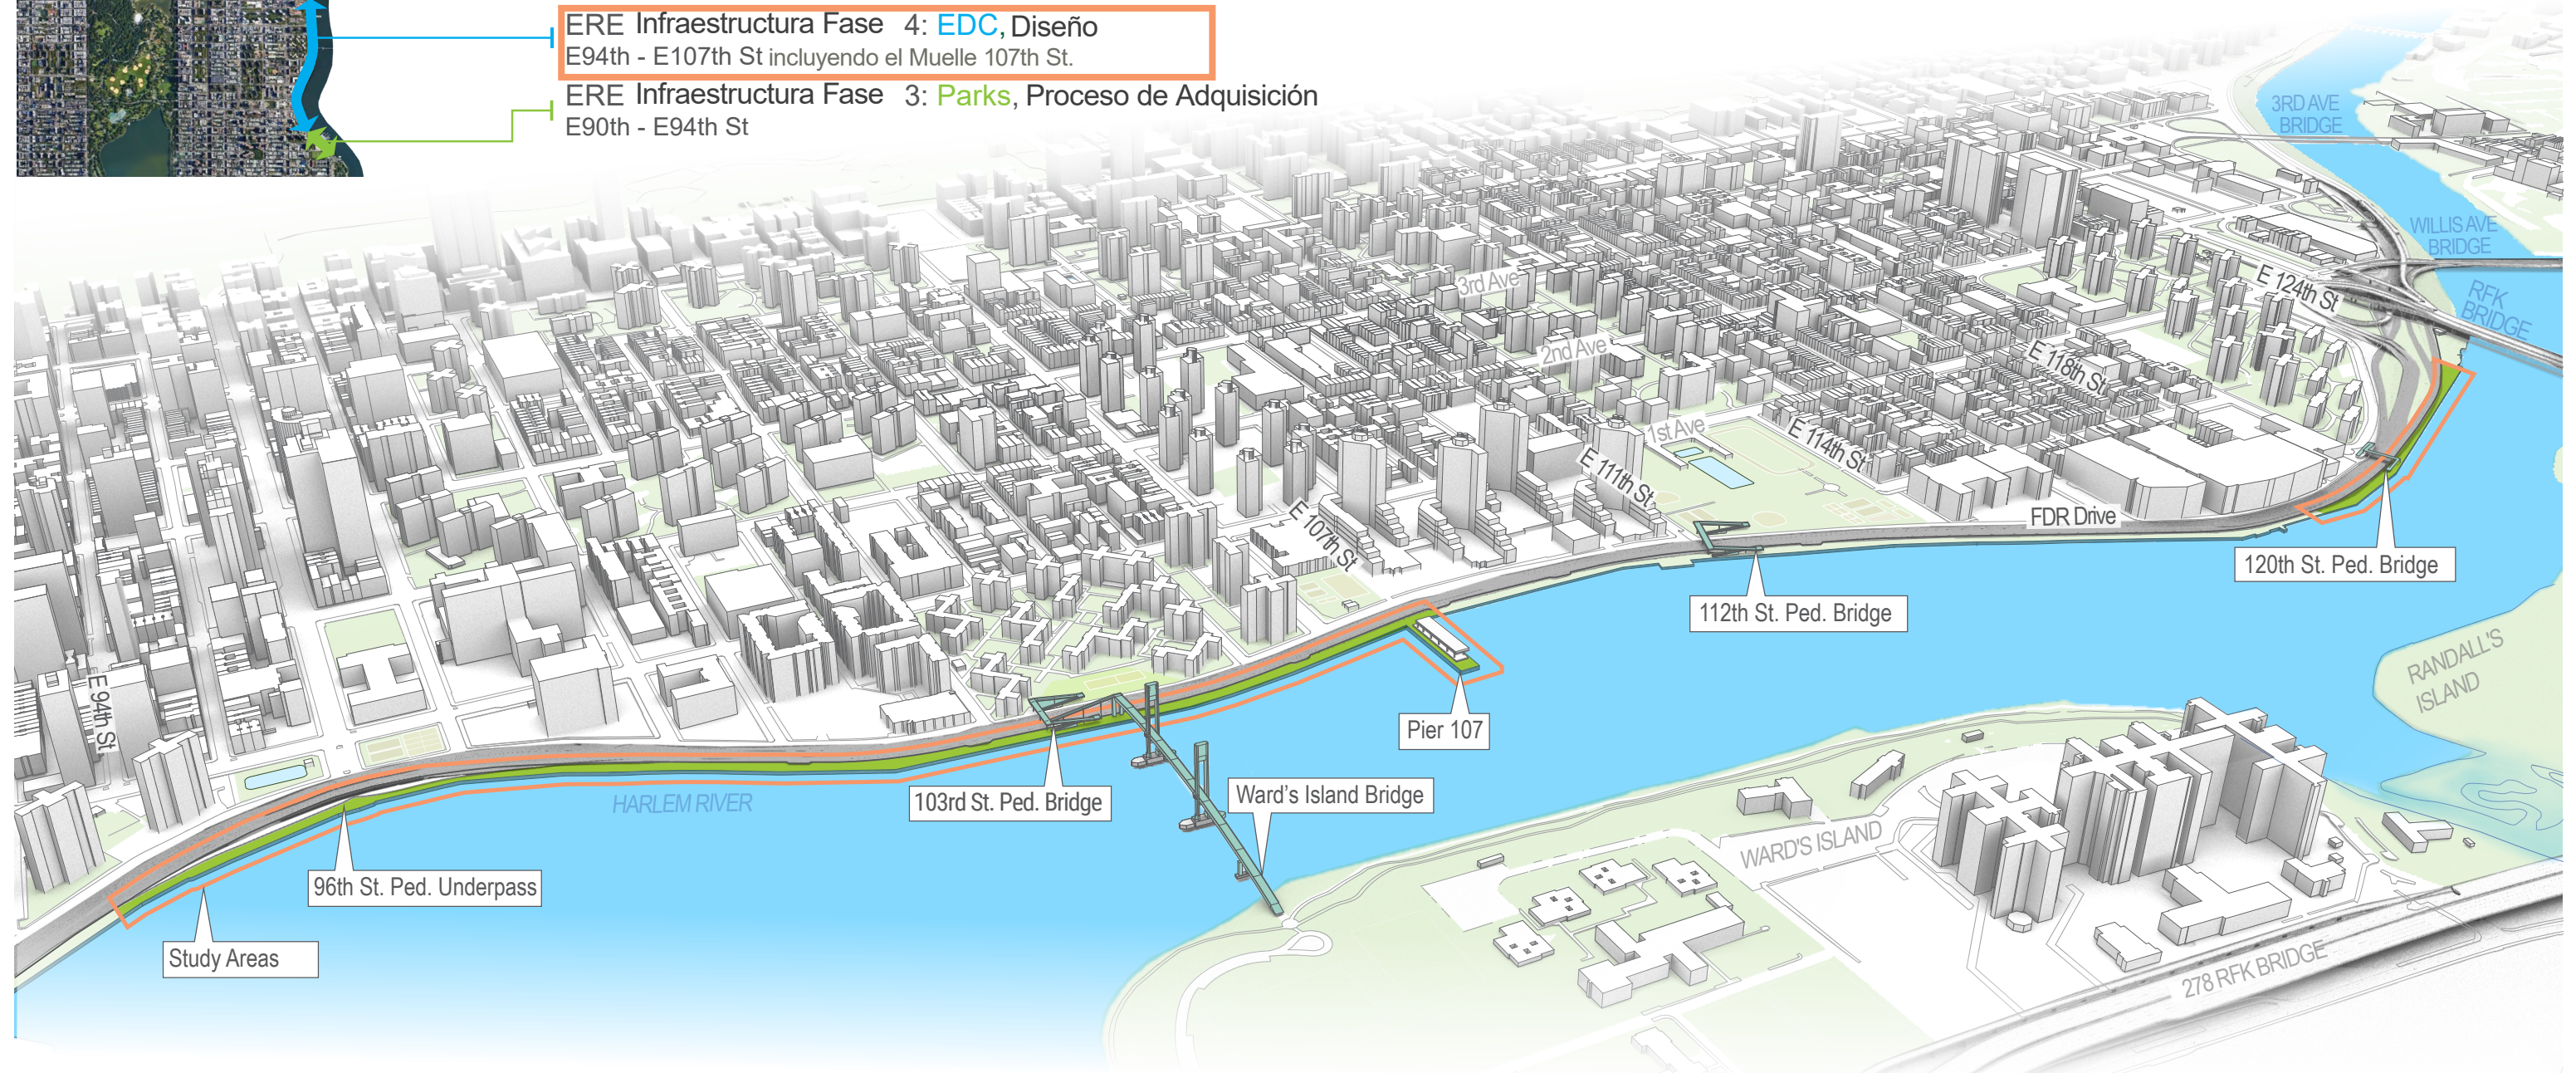 ERE Infraestructura Fase 4: EDC, Diseño
E94th - E107th St incluyendo el Muelle 107th St.
ERE Infraestructura Fase 3: Parks, Proceso de Adquisición
E90th - E94th St
3RD AVE
BRIDGE
WILLIS AVE
BRIDGE
RFK
BRIDGE
E 124th St
3rd Ave
2nd Ave
E 118th St
1st Ave
E 114th St
E 111th St
E 107th St
FDR Drive
120th St. Ped. Bridge
112th St. Ped. Bridge
RANDALL'S
ISLAND
E 94th St
Pier 107
103rd St. Ped. Bridge
Ward's Island Bridge
HARLEM RIVER
WARD'S ISLAND
96th St. Ped. Underpass
Study Areas
278 RFK BRIDGE